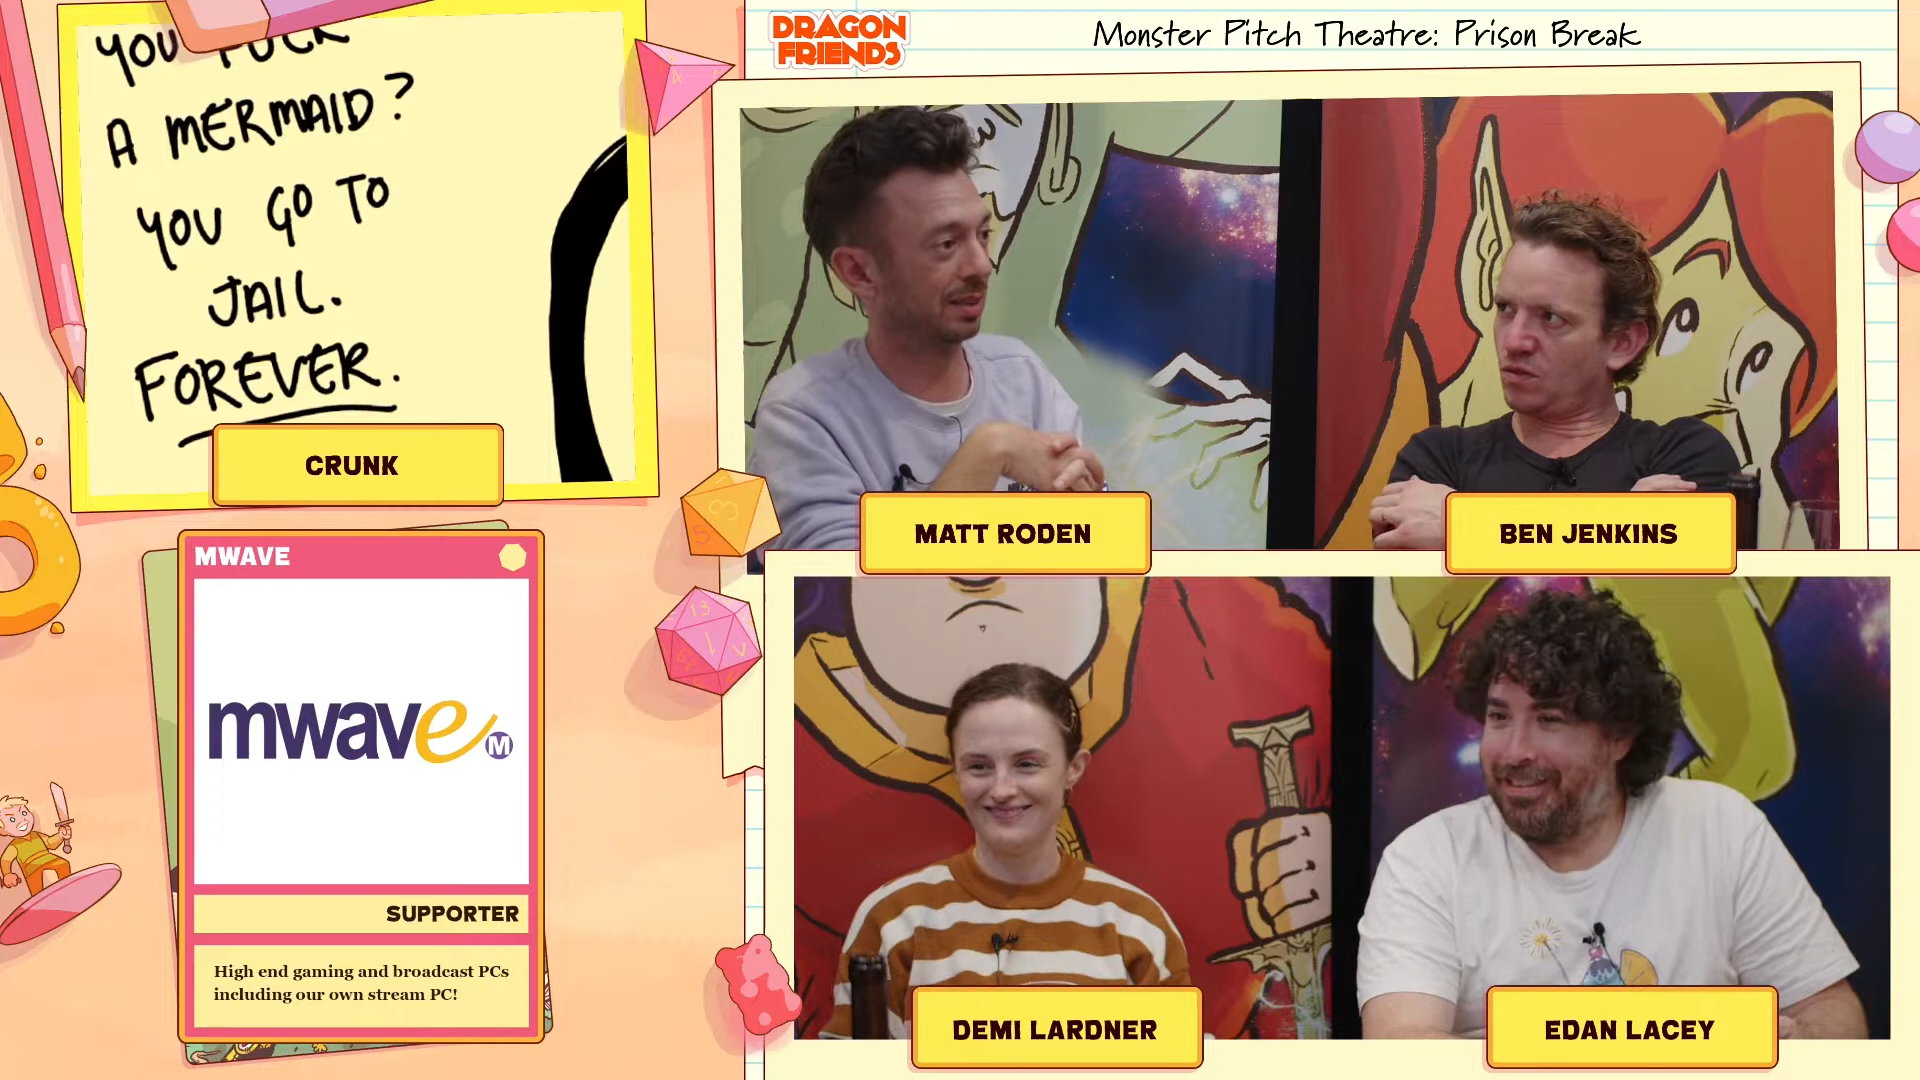 YOU FUCK
A MERMAID?
YOU GO TO
JAIL.
FOREVER.
CRUNK
MWAVE
mwave M
SUPPORTER
High end gaming and broadcast PCs
including our own stream PC!
DRAGON
FRIENDS
Monster Pitch Theatre: Prison Break
MATT RODEN
BEN JENKINS
DEMI LARDNER
EDAN LACEY